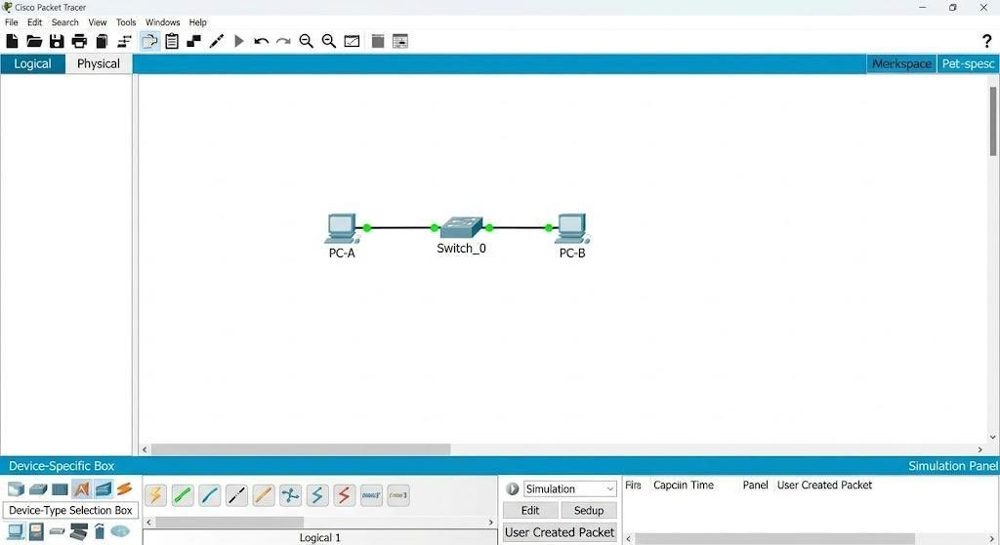 Cisco Packet Tracer
File Edit Search View Tools Windows Help
?
Logical Physical Merkspace Pet-spesc
PC-A
Switch_0
PC-B
Device-Specific Box Simulation Panel
Device-Type Selection Box
Logical 1
Simulation
Edit Sedup
User Created Packet
Firs Capciin Time Panel User Created Packet